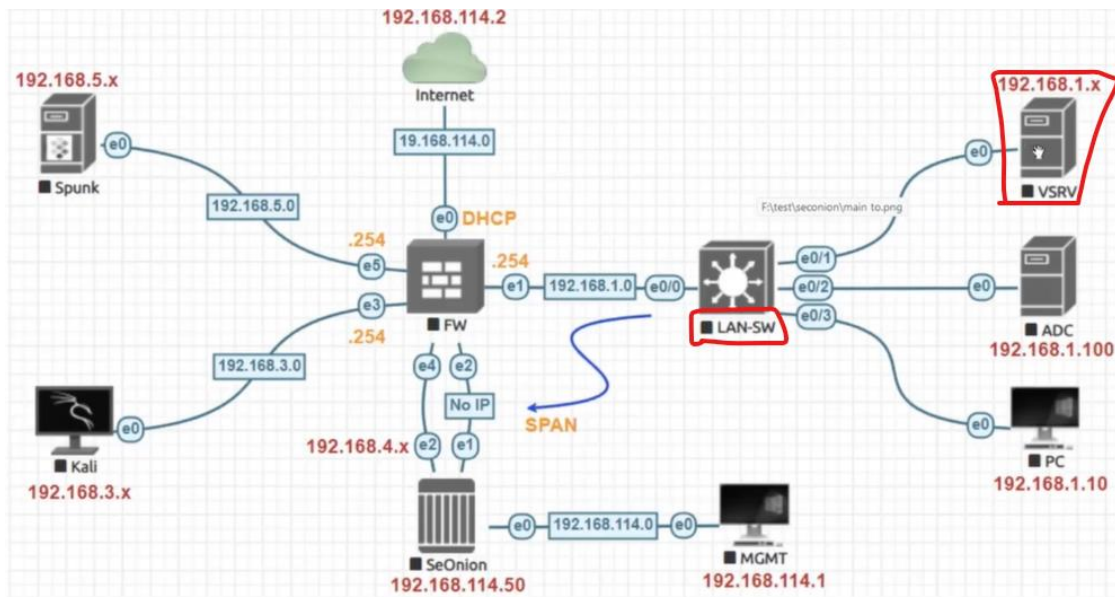 192.168.114.2
Internet
19.168.114.0
e0 DHCP
192.168.5.x
e0
Spunk
192.168.5.0
.254
e5
FW
.254
e1
192.168.1.0
e0/0
LAN-SW
e0/1
e0/2
e0/3
192.168.1.x
e0
VSRV
F:\test\seconion\main to.png
e0
ADC
192.168.1.100
e0
PC
192.168.1.10
e3
.254
192.168.3.0
e0
Kali
192.168.3.x
e4
e2
No IP
SPAN
192.168.4.x
e2
e1
SeOnion
192.168.114.50
e0
192.168.114.0
e0
MGMT
192.168.114.1